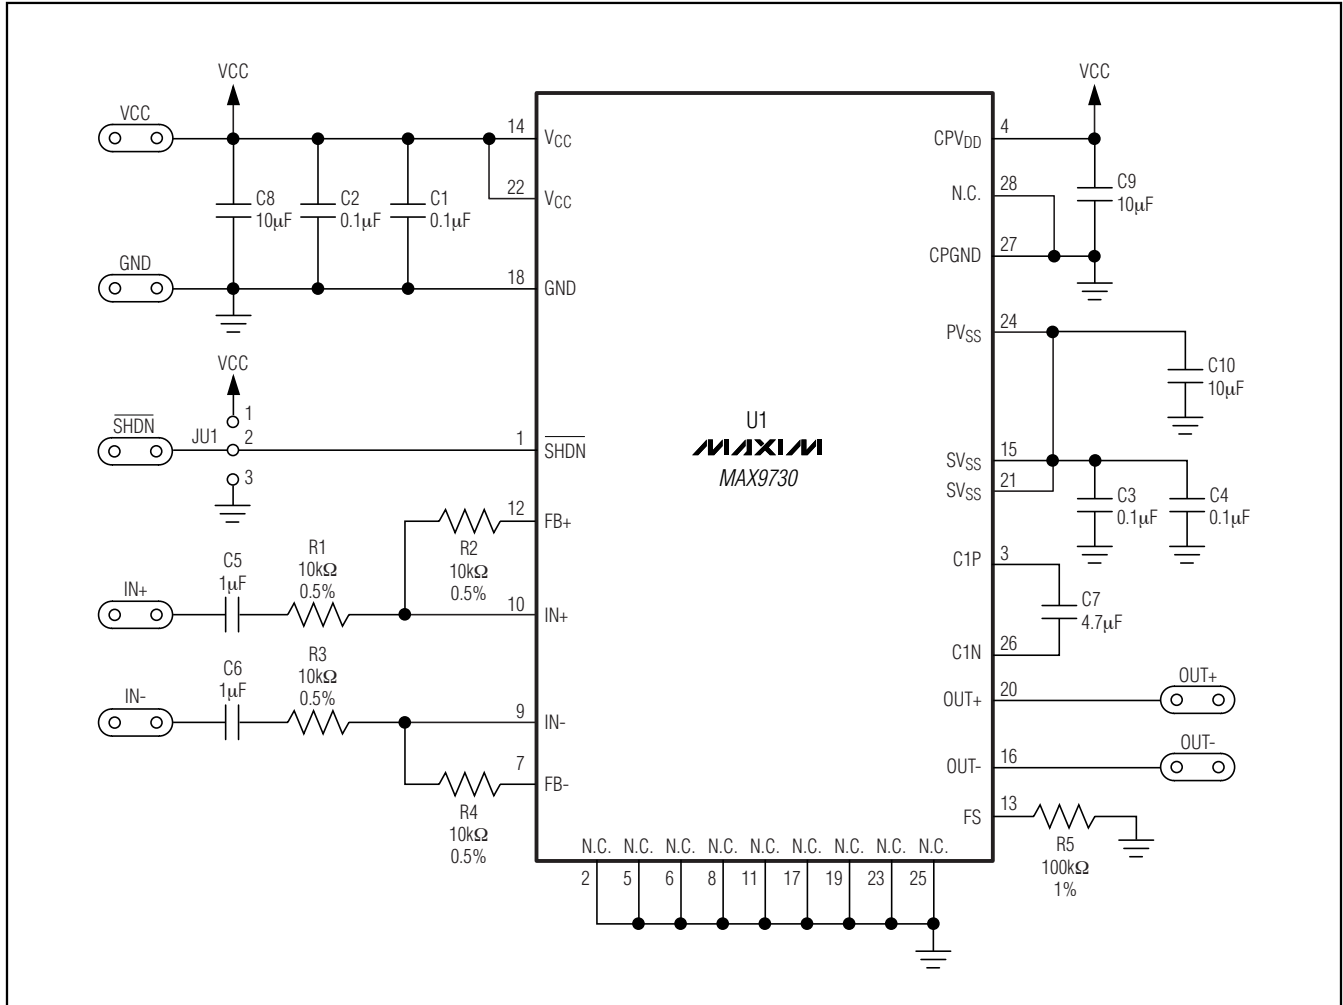 VCC
VCC
VCC
GND
C8
10µF
C2
0.1µF
C1
0.1µF
14
VCC
22
VCC
18
GND
VCC
SHDN
JU1
1
2
3
1
SHDN
12
FB+
R2
10kΩ
0.5%
IN+
C5
1µF
R1
10kΩ
0.5%
10
IN+
IN-
C6
1µF
R3
10kΩ
0.5%
9
IN-
7
FB-
R4
10kΩ
0.5%
U1
MAXIM
MAX9730
CPVDD
4
N.C.
28
C9
10µF
CPGND
27
PVSS
24
C10
10µF
SVSS
15
SVSS
21
C3
0.1µF
C4
0.1µF
C1P
3
C7
4.7µF
C1N
26
OUT+
20
OUT+
OUT-
16
OUT-
FS
13
R5
100kΩ
1%
N.C. N.C. N.C. N.C. N.C. N.C. N.C. N.C. N.C.
2 5 6 8 11 17 19 23 25